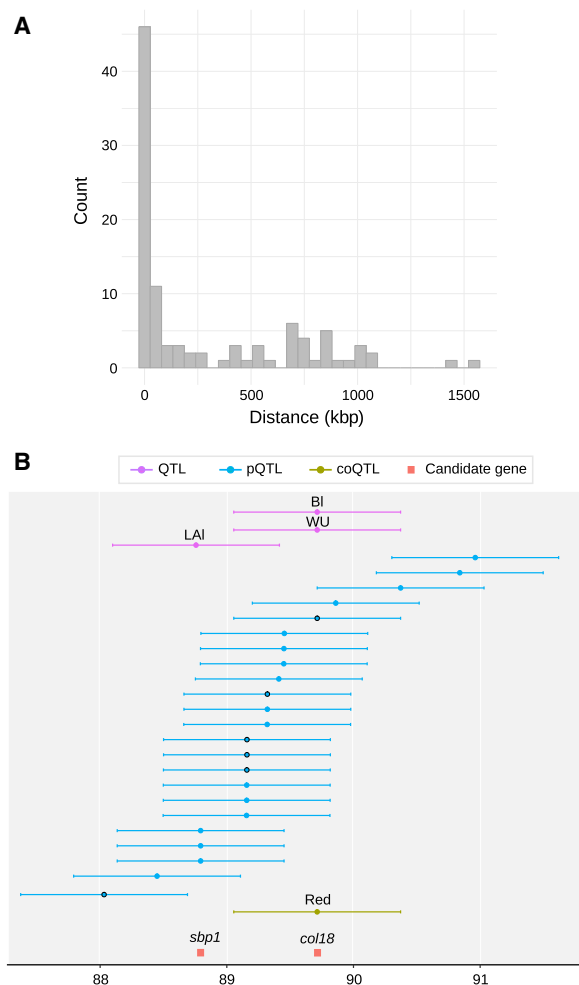 A
40
30
20
10
0
Count
0 500 1000 1500
Distance (kbp)
B
QTL pQTL coQTL Candidate gene
Bl
WU
LAl
Red
sbp1 col18
88 89 90 91